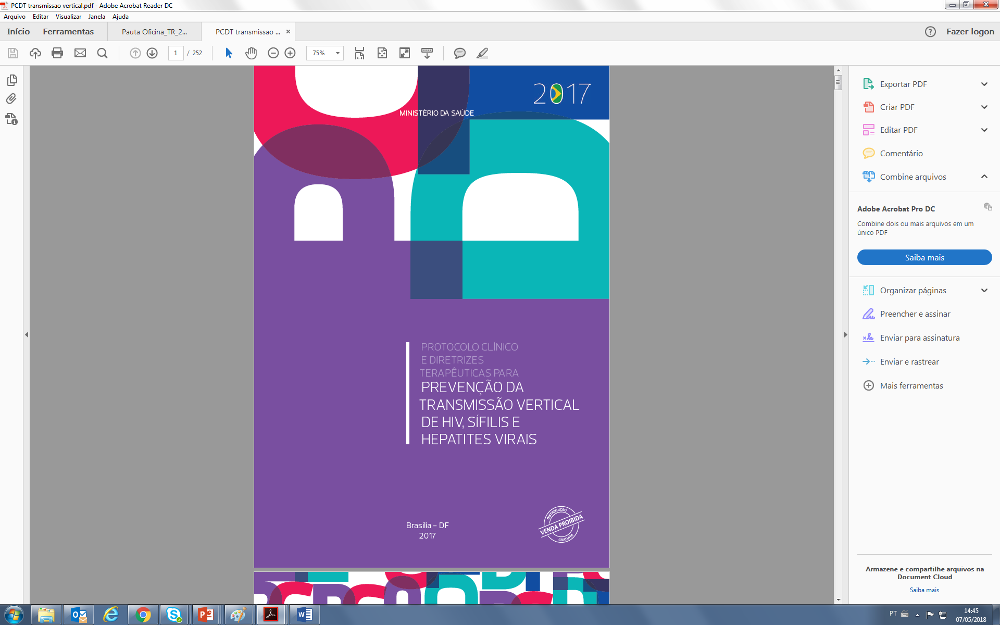 PCDT transmissao vertical.pdf - Adobe Acrobat Reader DC
Arquivo Editar Visualizar Janela Ajuda
Início Ferramentas Pauta Oficina_TR_2... PCDT transmissao ... Fazer logon
1 / 252 75%
2017
MINISTÉRIO DA SAÚDE
PROTOCOLO CLÍNICO
E DIRETRIZES
TERAPÊUTICAS PARA
PREVENÇÃO DA
TRANSMISSÃO VERTICAL
DE HIV, SÍFILIS E
HEPATITES VIRAIS
Brasília – DF
2017
DISTRIBUIÇÃO
VENDA PROIBIDA
GRATUITA
Exportar PDF
Criar PDF
Editar PDF
Comentário
Combine arquivos
Adobe Acrobat Pro DC
Combine dois ou mais arquivos em um
único PDF
Saiba mais
Organizar páginas
Preencher e assinar
Enviar para assinatura
Enviar e rastrear
Mais ferramentas
Armazene e compartilhe arquivos na
Document Cloud
Saiba mais
PT
14:45
07/05/2018